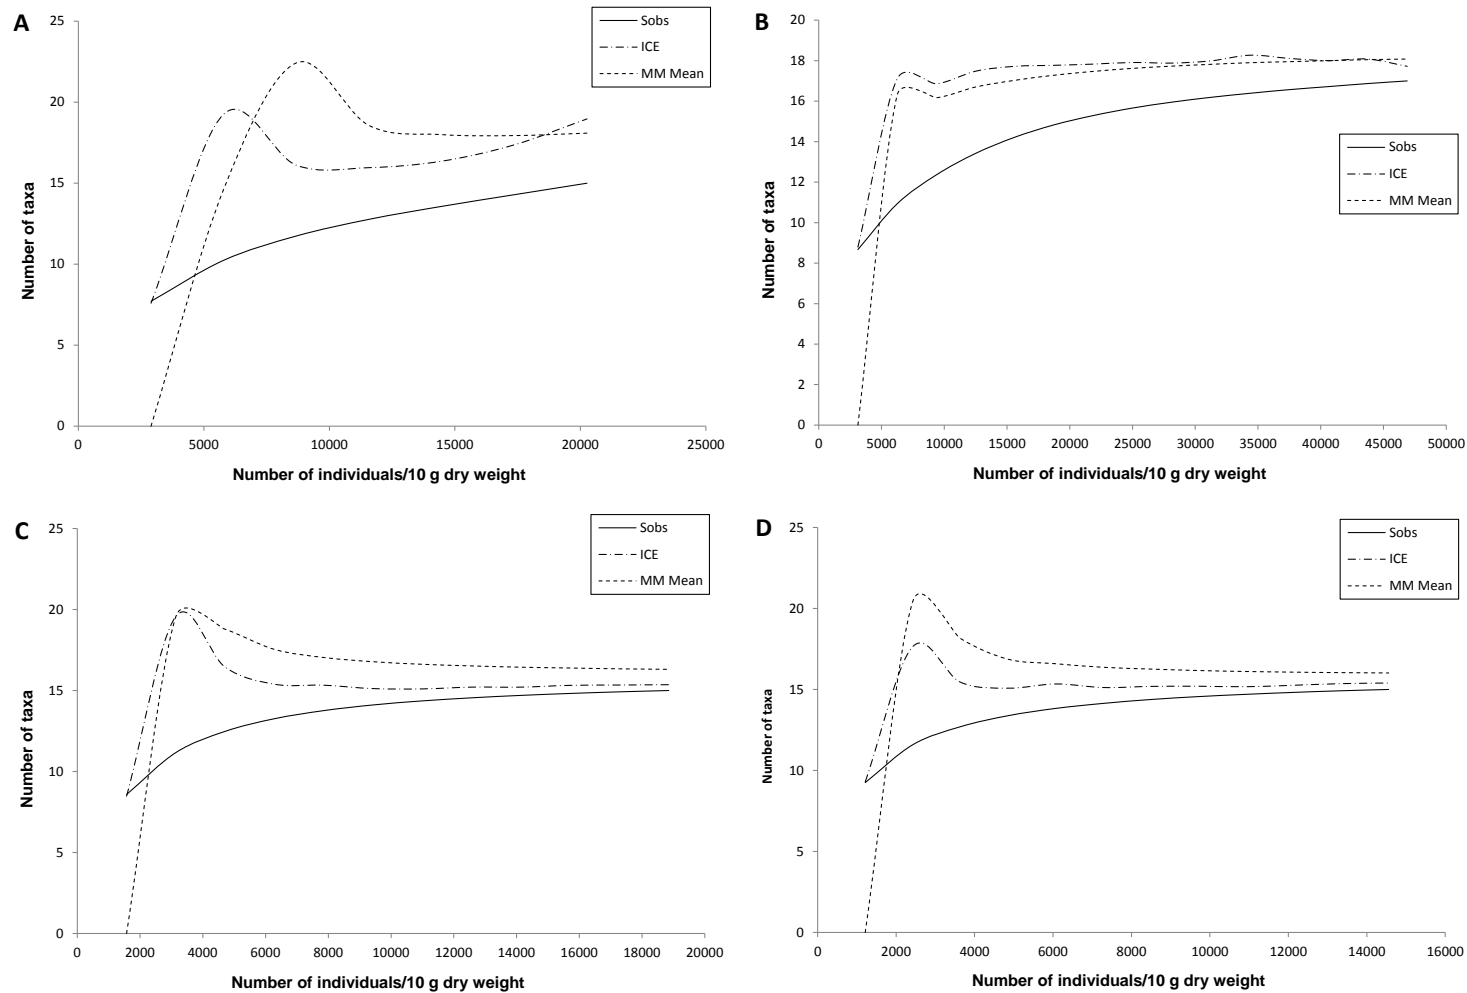 A
Sobs
ICE
MM Mean
25
20
15
10
5
0
Number of taxa
0 5000 10000 15000 20000 25000
Number of individuals/10 g dry weight
B
Sobs
ICE
MM Mean
20
18
16
14
12
10
8
6
4
2
0
Number of taxa
0 5000 10000 15000 20000 25000 30000 35000 40000 45000 50000
Number of individuals/10 g dry weight
C
Sobs
ICE
MM Mean
25
20
15
10
5
0
Number of taxa
0 2000 4000 6000 8000 10000 12000 14000 16000 18000 20000
Number of individuals/10 g dry weight
D
Sobs
ICE
MM Mean
25
20
15
10
5
0
Number of taxa
0 2000 4000 6000 8000 10000 12000 14000 16000
Number of individuals/10 g dry weight